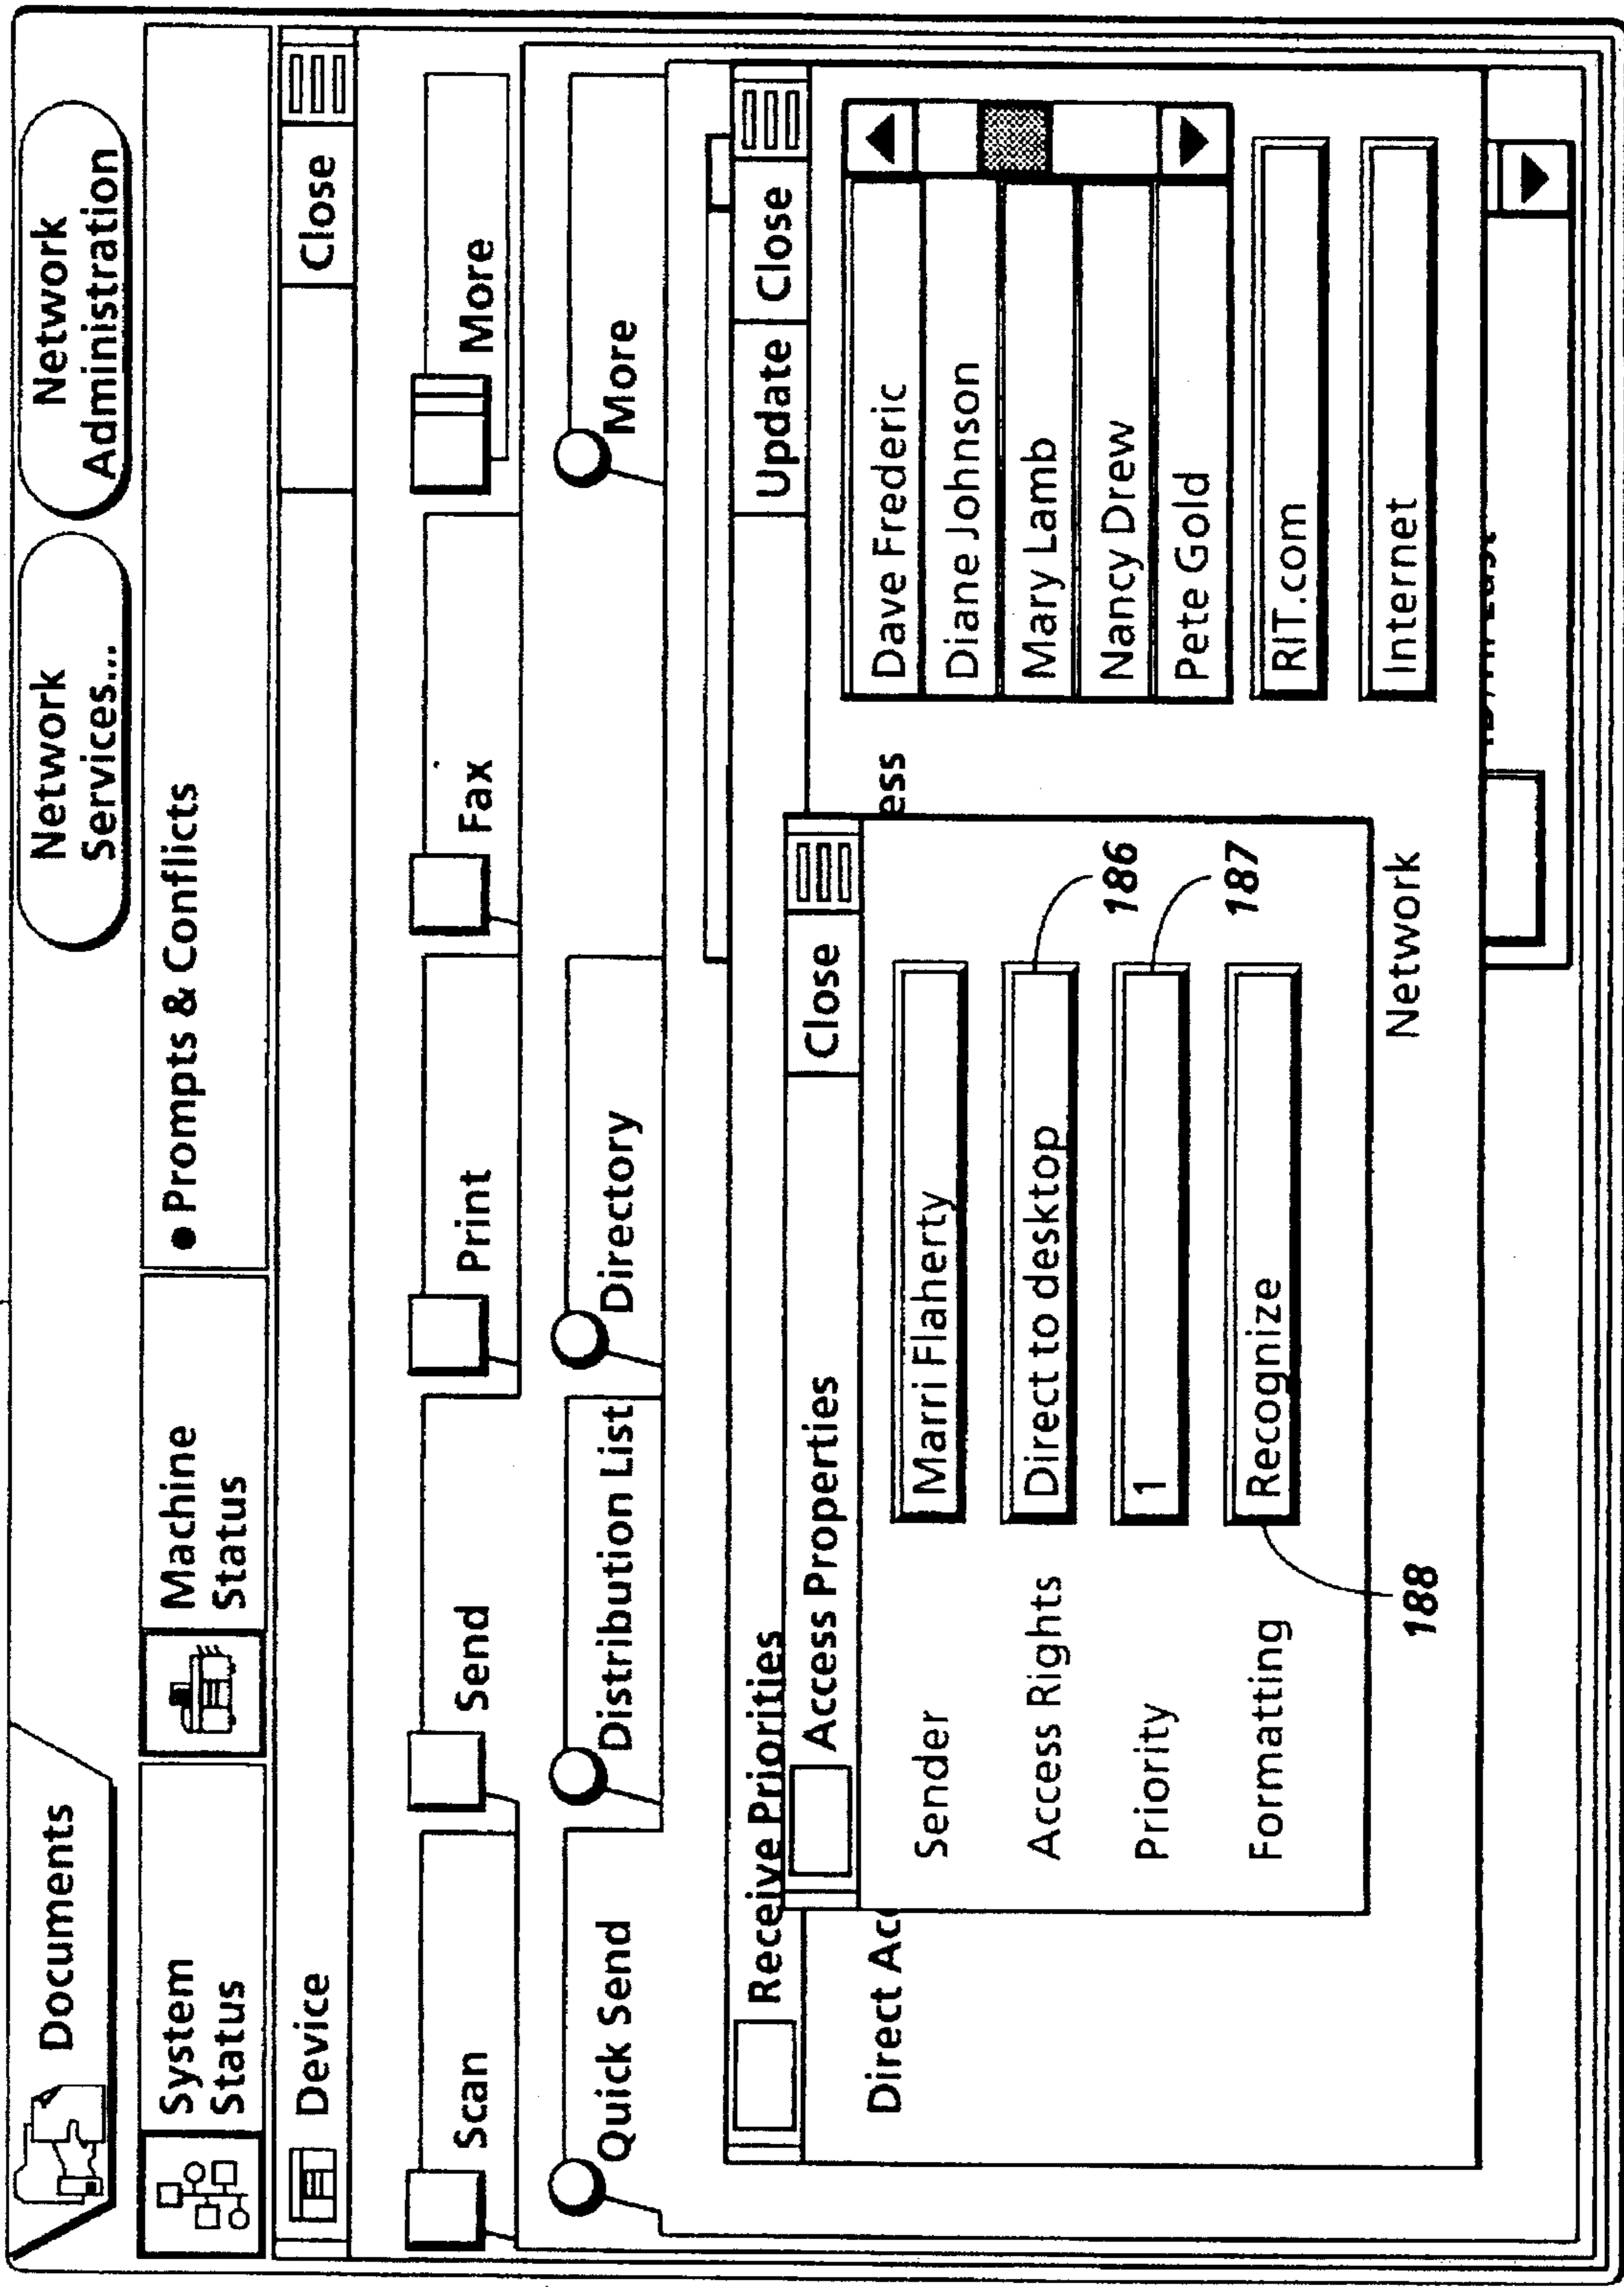 Documents
Network
Services...
Network
Administration
System
Status
Machine
Status
● Prompts & Conflicts
Device
Close
Scan
Send
Print
Fax
More
Quick Send
Distribution List
Directory
More
Receive Priorities
Update
Close
Access Properties
Close
Direct Acc
ess
Sender
Marri Flaherty
Access Rights
Direct to desktop
186
Priority
1
187
Formatting
Recognize
188
Dave Frederic
Diane Johnson
Mary Lamb
Nancy Drew
Pete Gold
RIT.com
Network
Internet